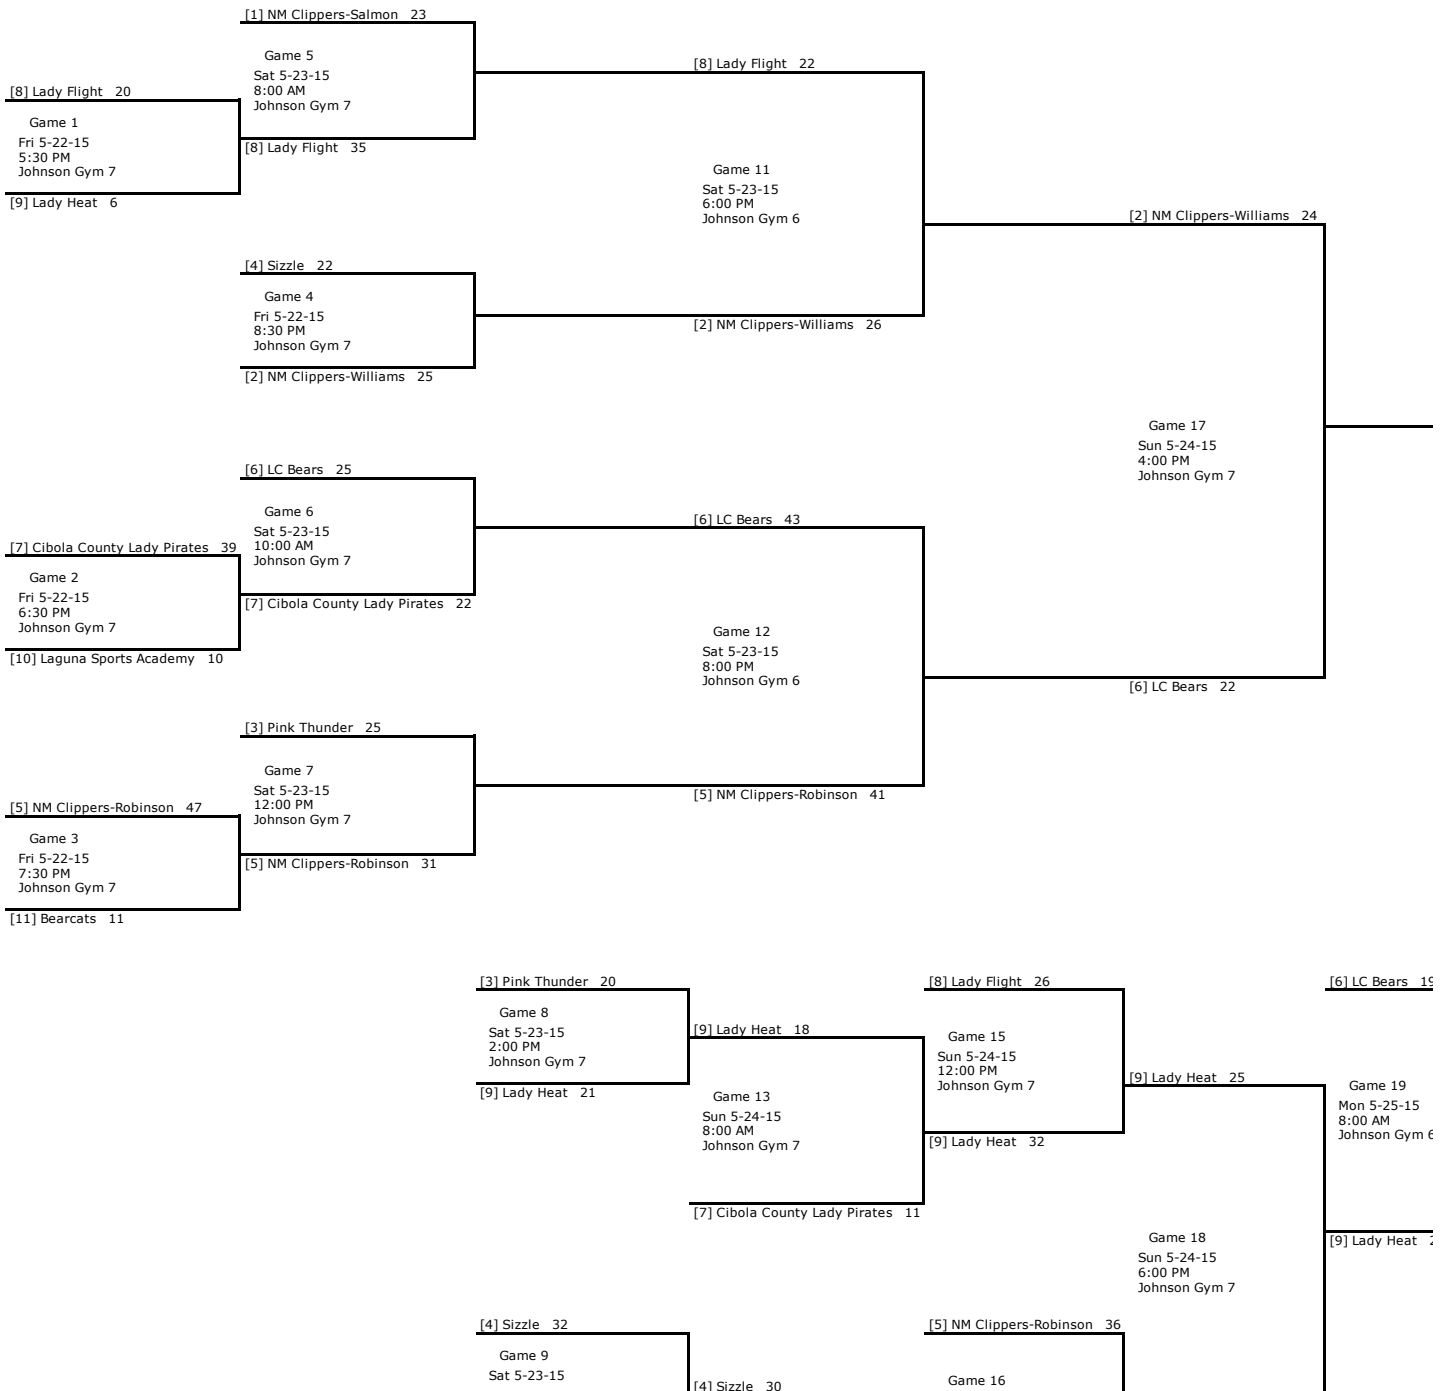 [1] NM Clippers-Salmon 23
Game 5
Sat 5-23-15
8:00 AM
Johnson Gym 7
[8] Lady Flight 22
[8] Lady Flight 20
Game 1
Fri 5-22-15
5:30 PM
Johnson Gym 7
[8] Lady Flight 35
[9] Lady Heat 6
Game 11
Sat 5-23-15
6:00 PM
Johnson Gym 6
[2] NM Clippers-Williams 24
[4] Sizzle 22
Game 4
Fri 5-22-15
8:30 PM
Johnson Gym 7
[2] NM Clippers-Williams 26
[2] NM Clippers-Williams 25
Game 17
Sun 5-24-15
4:00 PM
Johnson Gym 7
[6] LC Bears 25
Game 6
Sat 5-23-15
10:00 AM
Johnson Gym 7
[6] LC Bears 43
[7] Cibola County Lady Pirates 39
Game 2
Fri 5-22-15
6:30 PM
Johnson Gym 7
[7] Cibola County Lady Pirates 22
[10] Laguna Sports Academy 10
Game 12
Sat 5-23-15
8:00 PM
Johnson Gym 6
[6] LC Bears 22
[3] Pink Thunder 25
Game 7
Sat 5-23-15
12:00 PM
Johnson Gym 7
[5] NM Clippers-Robinson 41
[5] NM Clippers-Robinson 47
Game 3
Fri 5-22-15
7:30 PM
Johnson Gym 7
[5] NM Clippers-Robinson 31
[11] Bearcats 11
[3] Pink Thunder 20
Game 8
Sat 5-23-15
2:00 PM
Johnson Gym 7
[9] Lady Heat 21
[9] Lady Heat 18
Game 13
Sun 5-24-15
8:00 AM
Johnson Gym 7
[7] Cibola County Lady Pirates 11
[8] Lady Flight 26
Game 15
Sun 5-24-15
12:00 PM
Johnson Gym 7
[9] Lady Heat 32
[9] Lady Heat 25
[6] LC Bears 19
Game 19
Mon 5-25-15
8:00 AM
Johnson Gym 6
Game 18
Sun 5-24-15
6:00 PM
Johnson Gym 7
[9] Lady Heat
[4] Sizzle 32
Game 9
Sat 5-23-15
[4] Sizzle 30
[5] NM Clippers-Robinson 36
Game 16